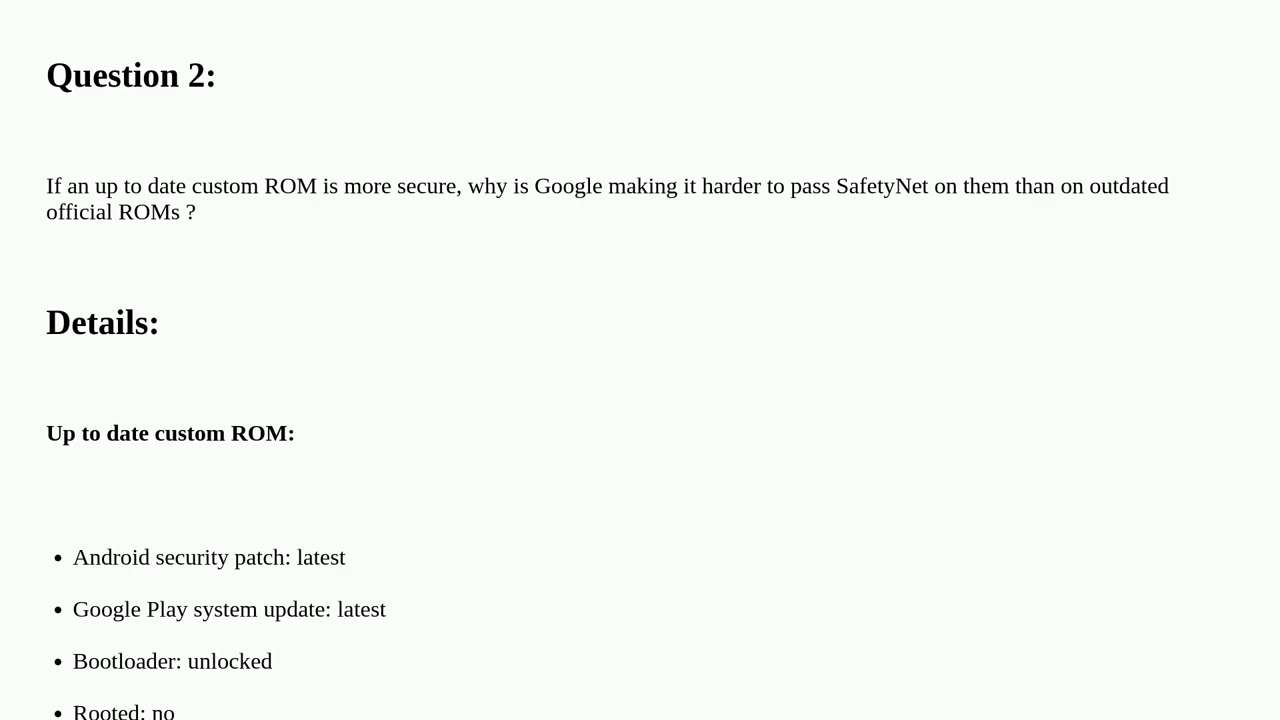 Question 2:
If an up to date custom ROM is more secure, why is Google making it harder to pass SafetyNet on them than on outdated
official ROMs ?
Details:
Up to date custom ROM:
• Android security patch: latest
• Google Play system update: latest
• Bootloader: unlocked
• Rooted: no